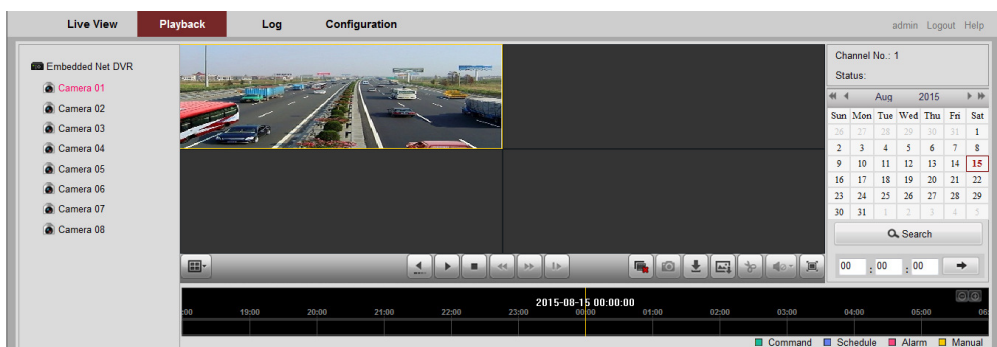 Live View Playback Log Configuration admin Logout Help
Embedded Net DVR
Camera 01
Camera 02
Camera 03
Camera 04
Camera 05
Camera 06
Camera 07
Camera 08
Channel No.: 1
Status:
Aug 2015
Sun Mon Tue Wed Thu Fri Sat
26 27 28 29 30 31 1
2 3 4 5 6 7 8
9 10 11 12 13 14 15
16 17 18 19 20 21 22
23 24 25 26 27 28 29
30 31 1 2 3 4 5
Search
00 : 00 : 00
2015-08-15 00:00:00
:00 19:00 20:00 21:00 22:00 23:00 00:00 01:00 02:00 03:00 04:00 05:00 06:
Command Schedule Alarm Manual